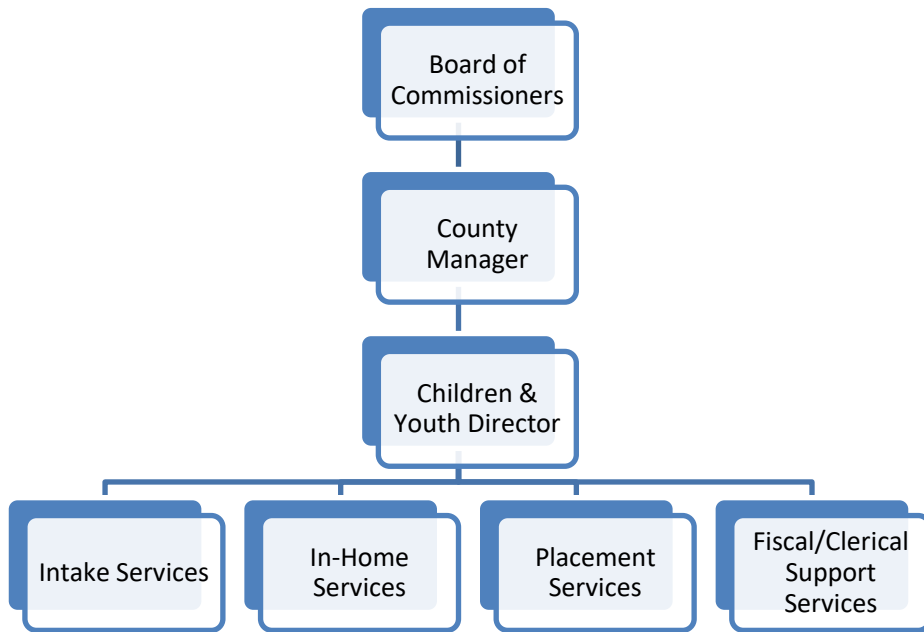 Board of
Commissioners
County
Manager
Children &
Youth Director
Intake Services
In-Home
Services
Placement
Services
Fiscal/Clerical
Support
Services